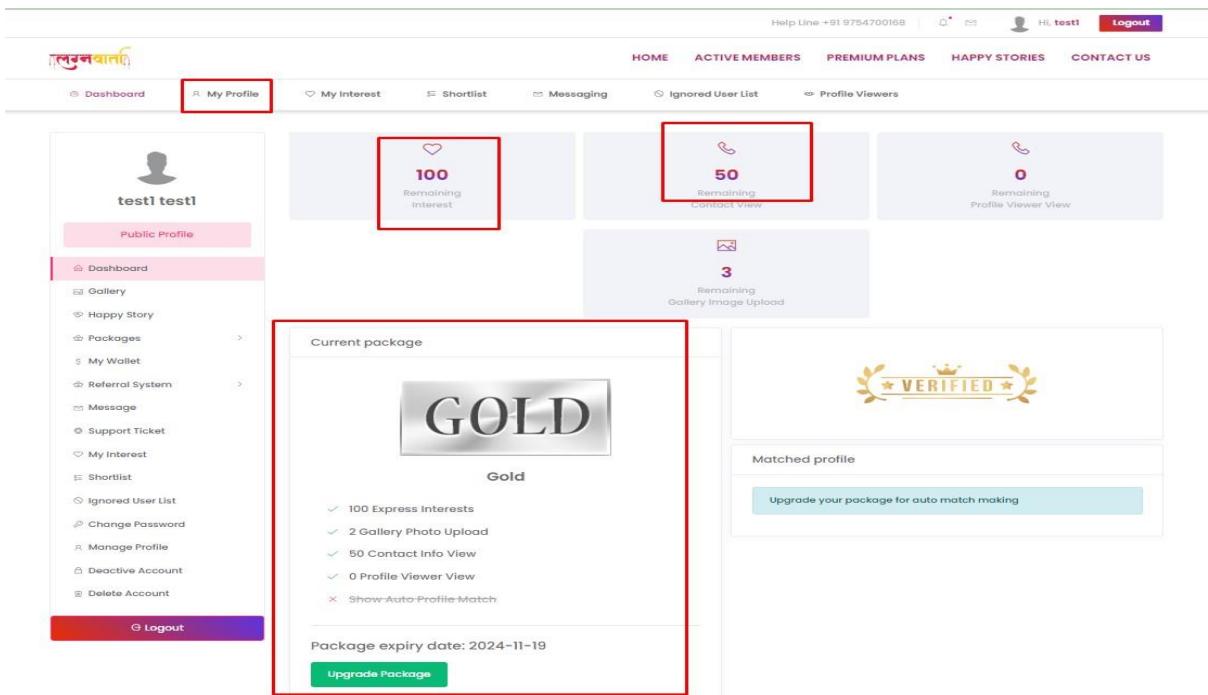 Help Line +91 9754700168
Hi, test1
Logout
लग्नवार्ता
HOME ACTIVE MEMBERS PREMIUM PLANS HAPPY STORIES CONTACT US
Dashboard My Profile My Interest Shortlist Messaging Ignored User List Profile Viewers
test1 test1
Public Profile
Dashboard
Gallery
Happy Story
Packages
My Wallet
Referral System
Message
Support Ticket
My Interest
Shortlist
Ignored User List
Change Password
Manage Profile
Deactive Account
Delete Account
Logout
100
Remaining
Interest
50
Remaining
Contact View
0
Remaining
Profile Viewer View
3
Remaining
Gallery Image Upload
Current package
GOLD
Gold
100 Express Interests
2 Gallery Photo Upload
50 Contact Info View
0 Profile Viewer View
Show Auto Profile Match
Package expiry date: 2024-11-19
Upgrade Package
VERIFIED
Matched profile
Upgrade your package for auto match making